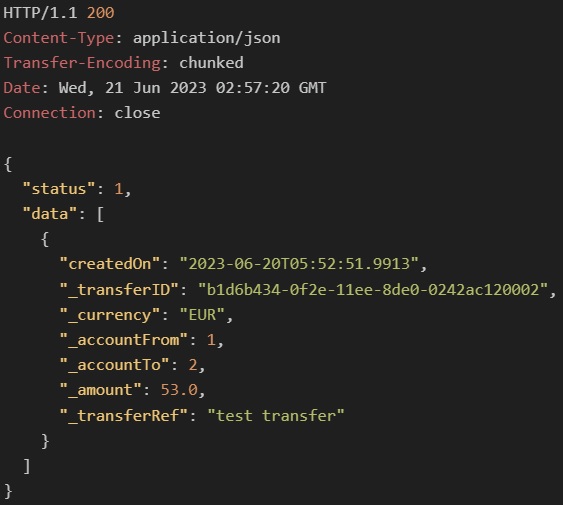 HTTP/1.1 200
Content-Type: application/json
Transfer-Encoding: chunked
Date: Wed, 21 Jun 2023 02:57:20 GMT
Connection: close
{
"status": 1,
"data": [
{
"createdOn": "2023-06-20T05:52:51.9913",
"_transferID": "b1d6b434-0f2e-11ee-8de0-0242ac120002",
"_currency": "EUR",
"_accountFrom": 1,
"_accountTo": 2,
"_amount": 53.0,
"_transferRef": "test transfer"
}
]
}